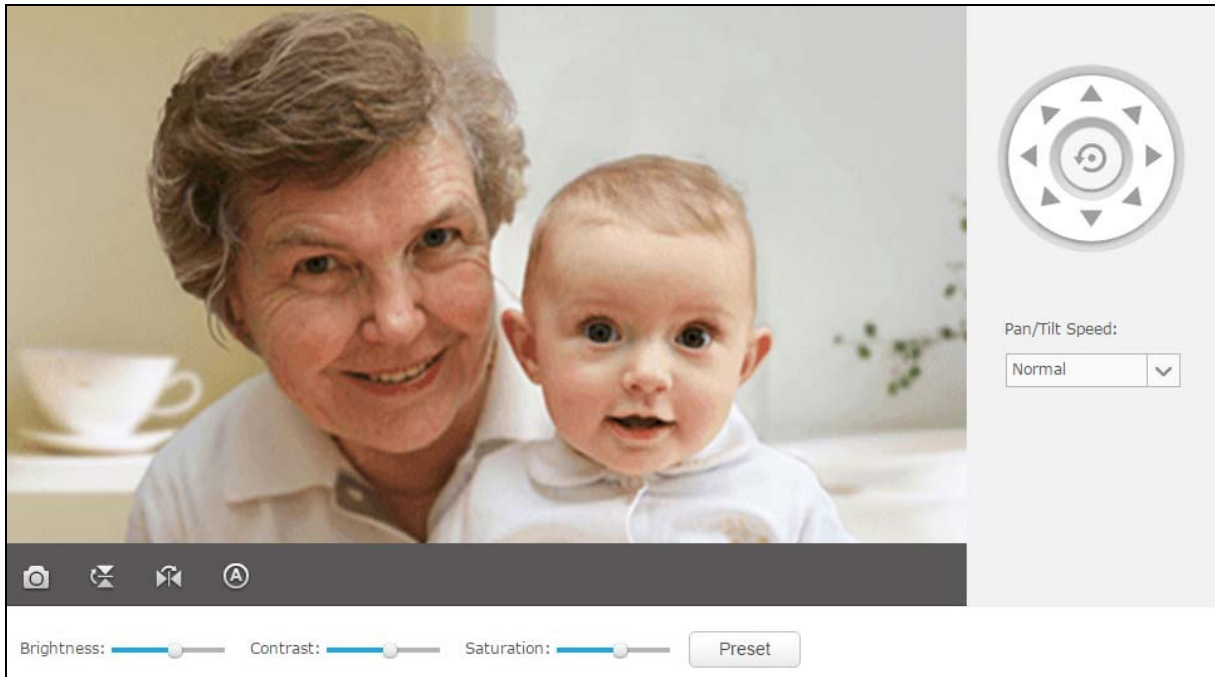 Pan/Tilt Speed:
Normal
A
Brightness:
Contrast:
Saturation:
Preset